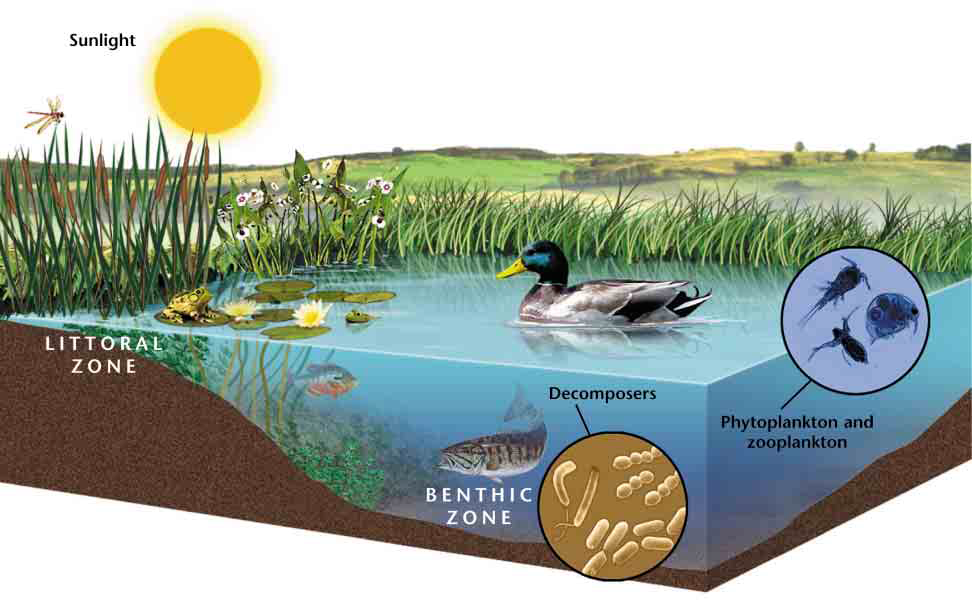 Sunlight
LITTORAL
ZONE
Decomposers
Phytoplankton and
zooplankton
BENTHIC
ZONE